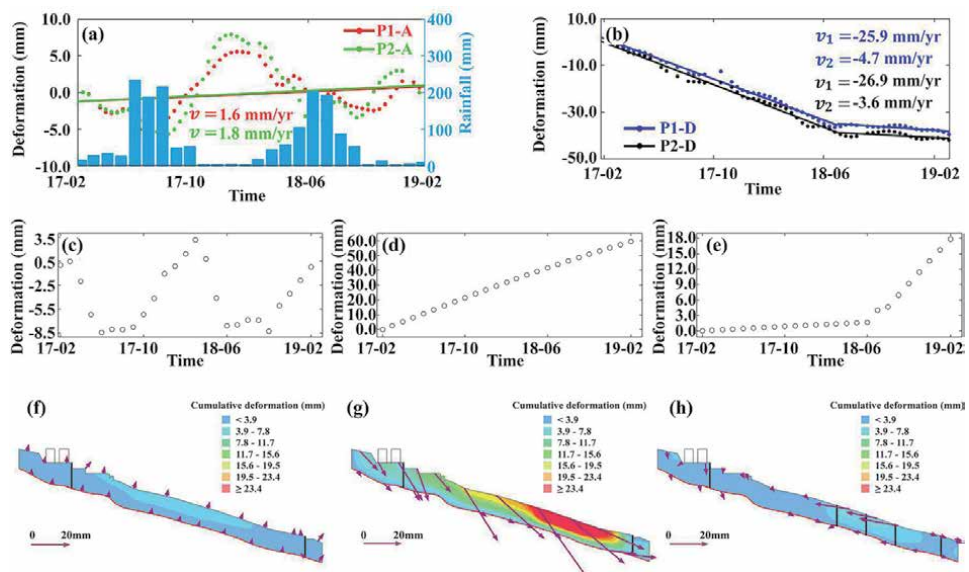 (a)
P1-A
P2-A
v = 1.6 mm/yr
v = 1.8 mm/yr
Deformation (mm)
10.0
5.0
0.0
-5.0
-10.0
400
300
200
100
0
Rainfall (mm)
17-02
17-10
18-06
19-02
Time
(b)
v1 =-25.9 mm/yr
v2 = -4.7 mm/yr
v1 =-26.9 mm/yr
v2 = -3.6 mm/yr
P1-D
P2-D
Deformation (mm)
10.0
-10.0
-30.0
-50.0
17-02
17-10
18-06
19-02
Time
(c)
Deformation (mm)
3.5
0.5
-2.5
-5.5
-8.5
17-02
17-10
18-06
19-02
Time
(d)
Deformation (mm)
60.0
50.0
40.0
30.0
20.0
10.0
0.0
17-02
17-10
18-06
19-02
Time
(e)
Deformation (mm)
18.0
15.0
12.0
9.0
6.0
3.0
0.0
17-02
17-10
18-06
19-02
Time
(f)
Cumulative deformation (mm)
< 3.9
3.9 - 7.8
7.8 - 11.7
11.7 - 15.6
15.6 - 19.5
19.5 - 23.4
≥ 23.4
0 20mm
(g)
Cumulative deformation (mm)
< 3.9
3.9 - 7.8
7.8 - 11.7
11.7 - 15.6
15.6 - 19.5
19.5 - 23.4
≥ 23.4
0 20mm
(h)
Cumulative deformation (mm)
< 3.9
3.9 - 7.8
7.8 - 11.7
11.7 - 15.6
15.6 - 19.5
19.5 - 23.4
≥ 23.4
0 20mm